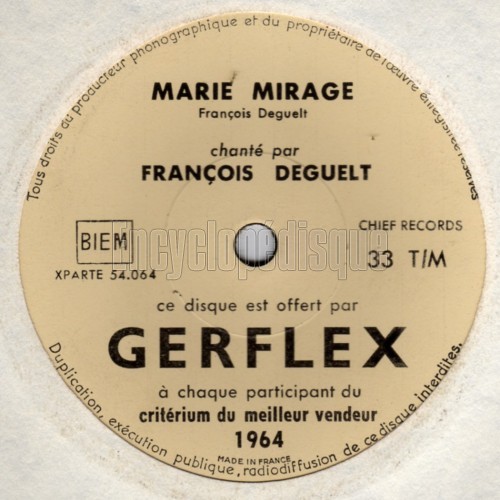 Tous droits du producteur phonographique et du propriétaire de l'œuvre enregistrée réservés
MARIE MIRAGE
François Deguelt
chanté par
FRANÇOIS DEGUELT
BIEM
CHIEF RECORDS
XPARTE 54.064
33 T/M
Encyclopédisque
ce disque est offert par
GERFLEX
à chaque participant du
critérium du meilleur vendeur
1964
MADE IN FRANCE
Duplication, exécution publique, radiodiffusion de ce disque interdites.